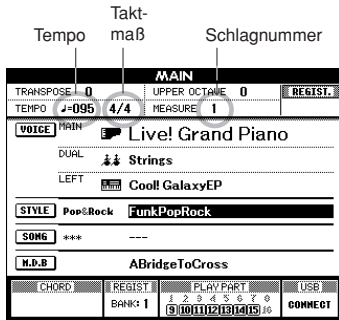 Takt-
Tempo maß Schlagnummer
MAIN
TRANSPOSE 0 UPPER OCTAVE 0 REGIST.
TEMPO ♩=095 4/4 MEASURE 1
VOICE MAIN Live! Grand Piano
DUAL Strings
LEFT Cool! GalaxyEP
STYLE Pop&Rock FunkPopRock
SONG *** ---
M.D.B ABridgeToCross
CHORD REGIST PLAY PART USB
BANK: 1 1 2 3 4 5 6 7 8 CONNECT
9 10 11 12 13 14 15 16